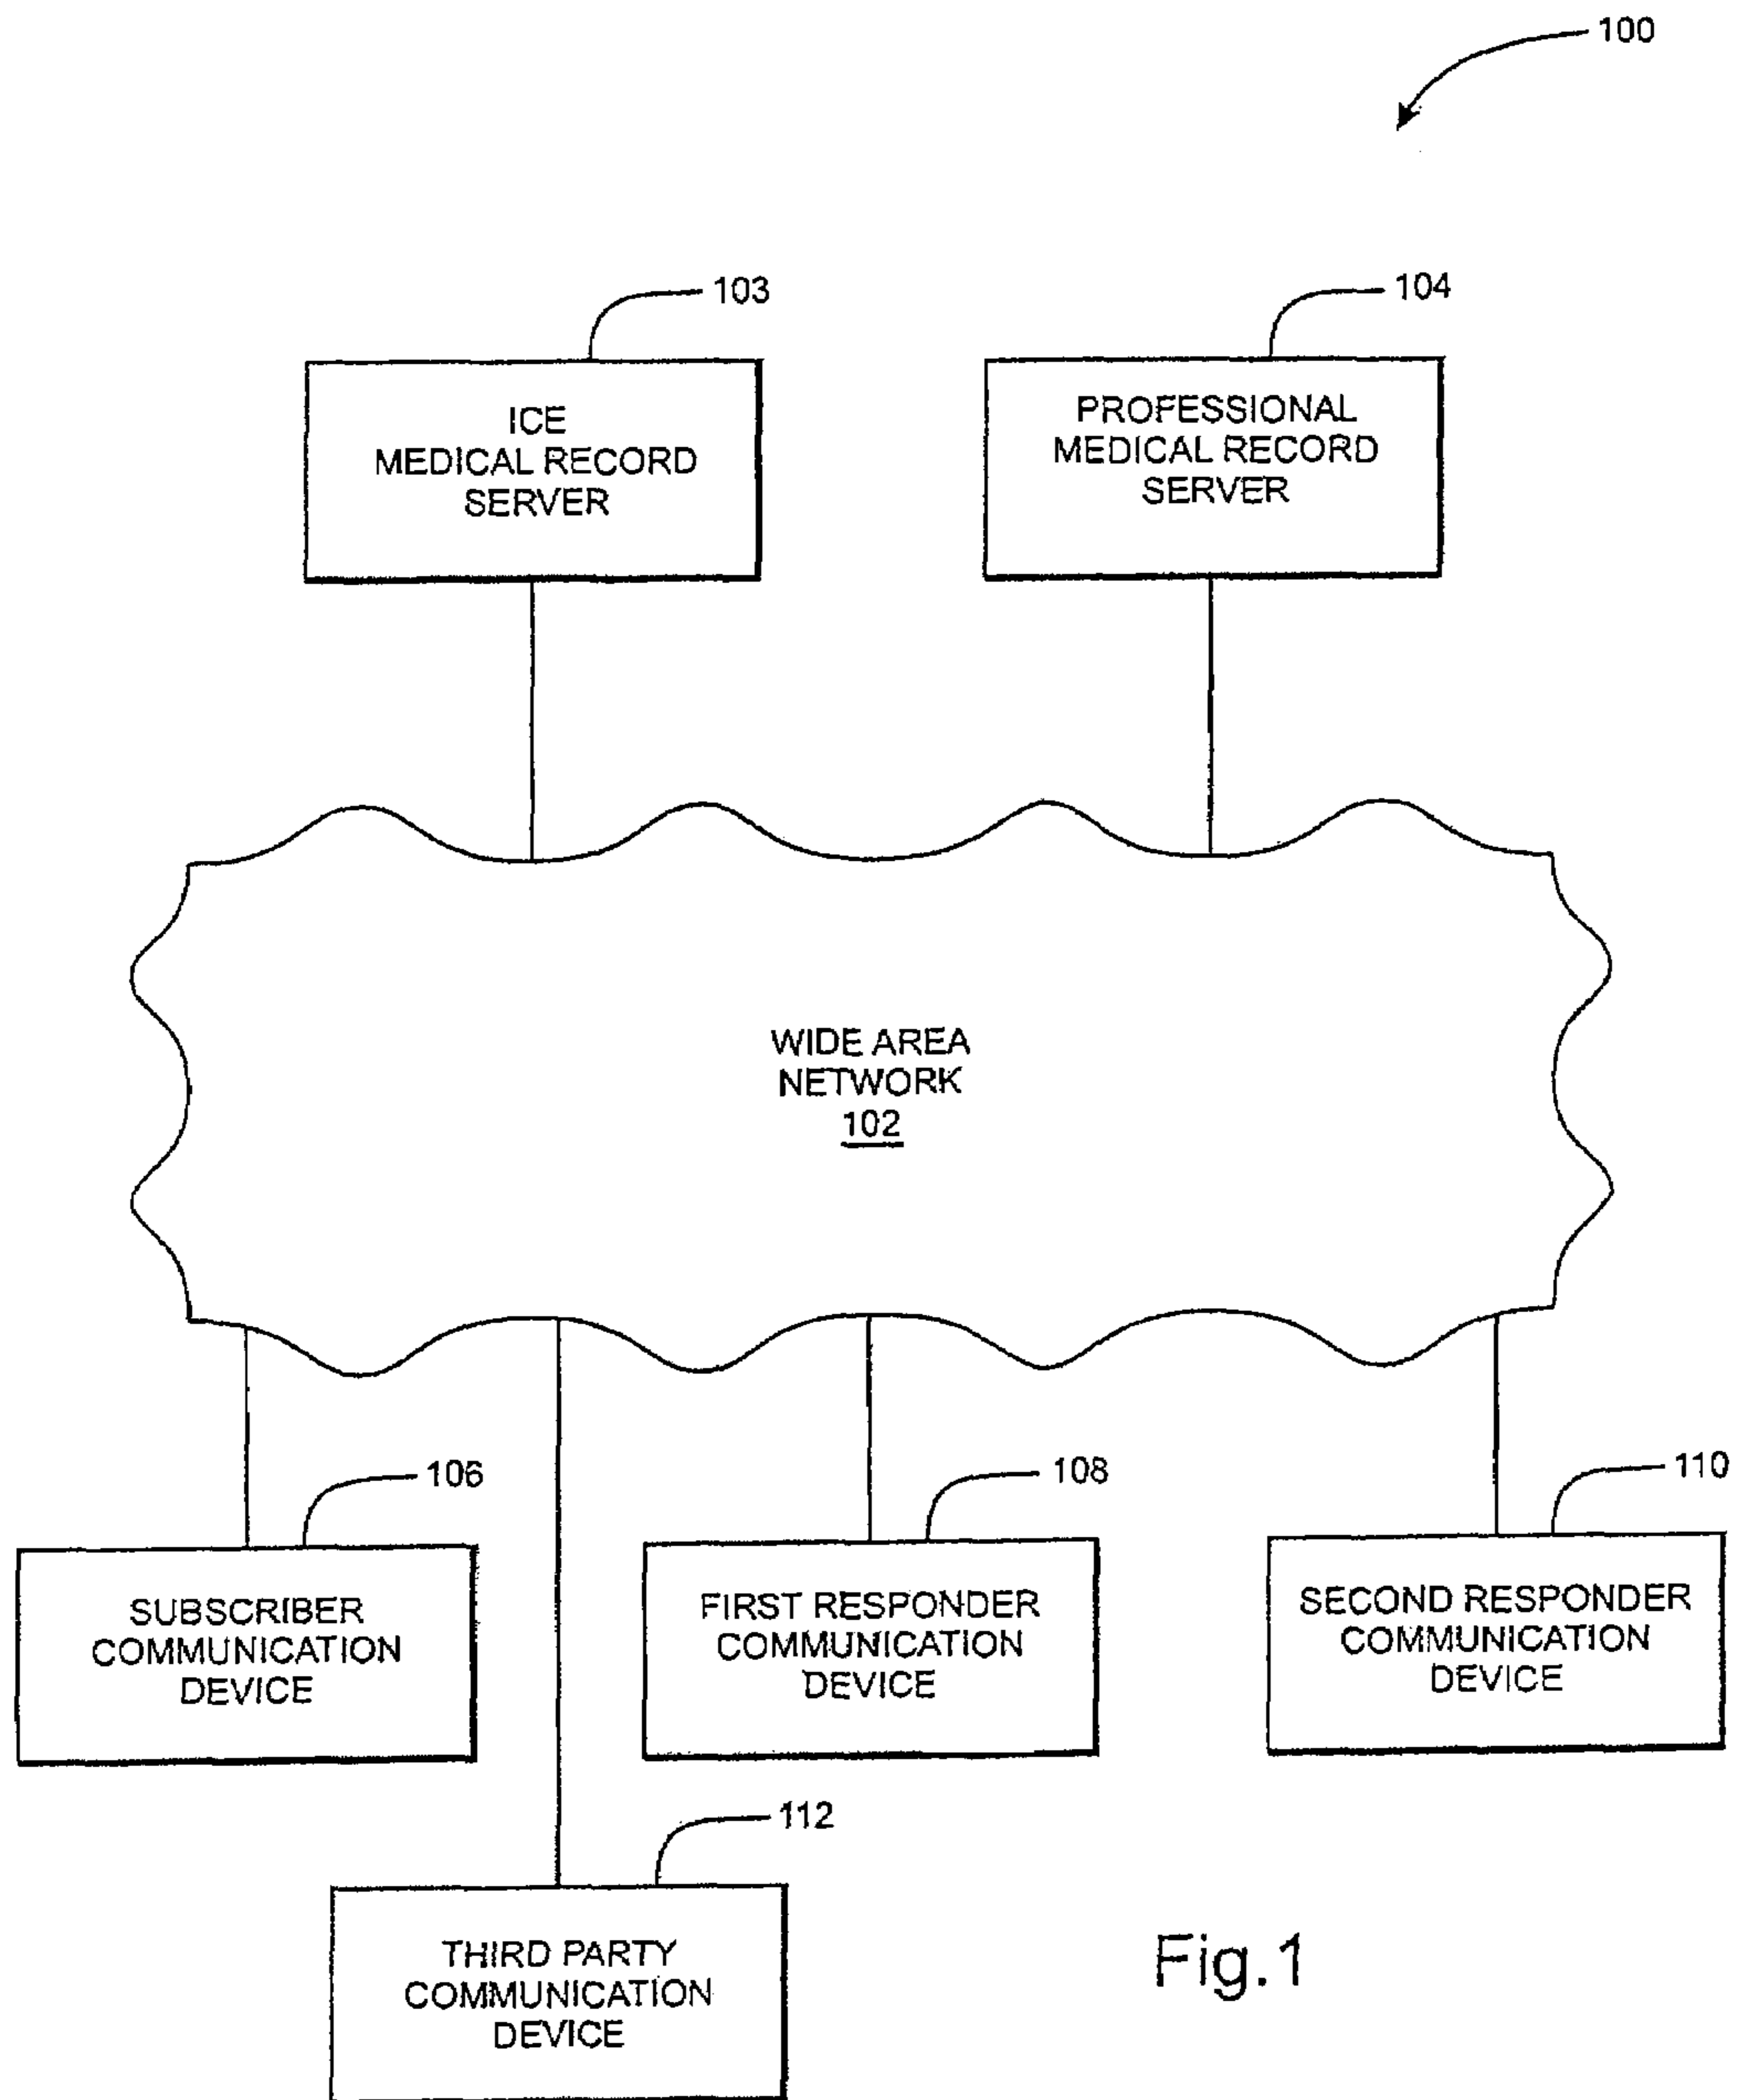 100
103
104
ICE
MEDICAL RECORD
SERVER
PROFESSIONAL
MEDICAL RECORD
SERVER
WIDE AREA
NETWORK
102
106
108
110
SUBSCRIBER
COMMUNICATION
DEVICE
FIRST RESPONDER
COMMUNICATION
DEVICE
SECOND RESPONDER
COMMUNICATION
DEVICE
112
THIRD PARTY
COMMUNICATION
DEVICE
Fig.1